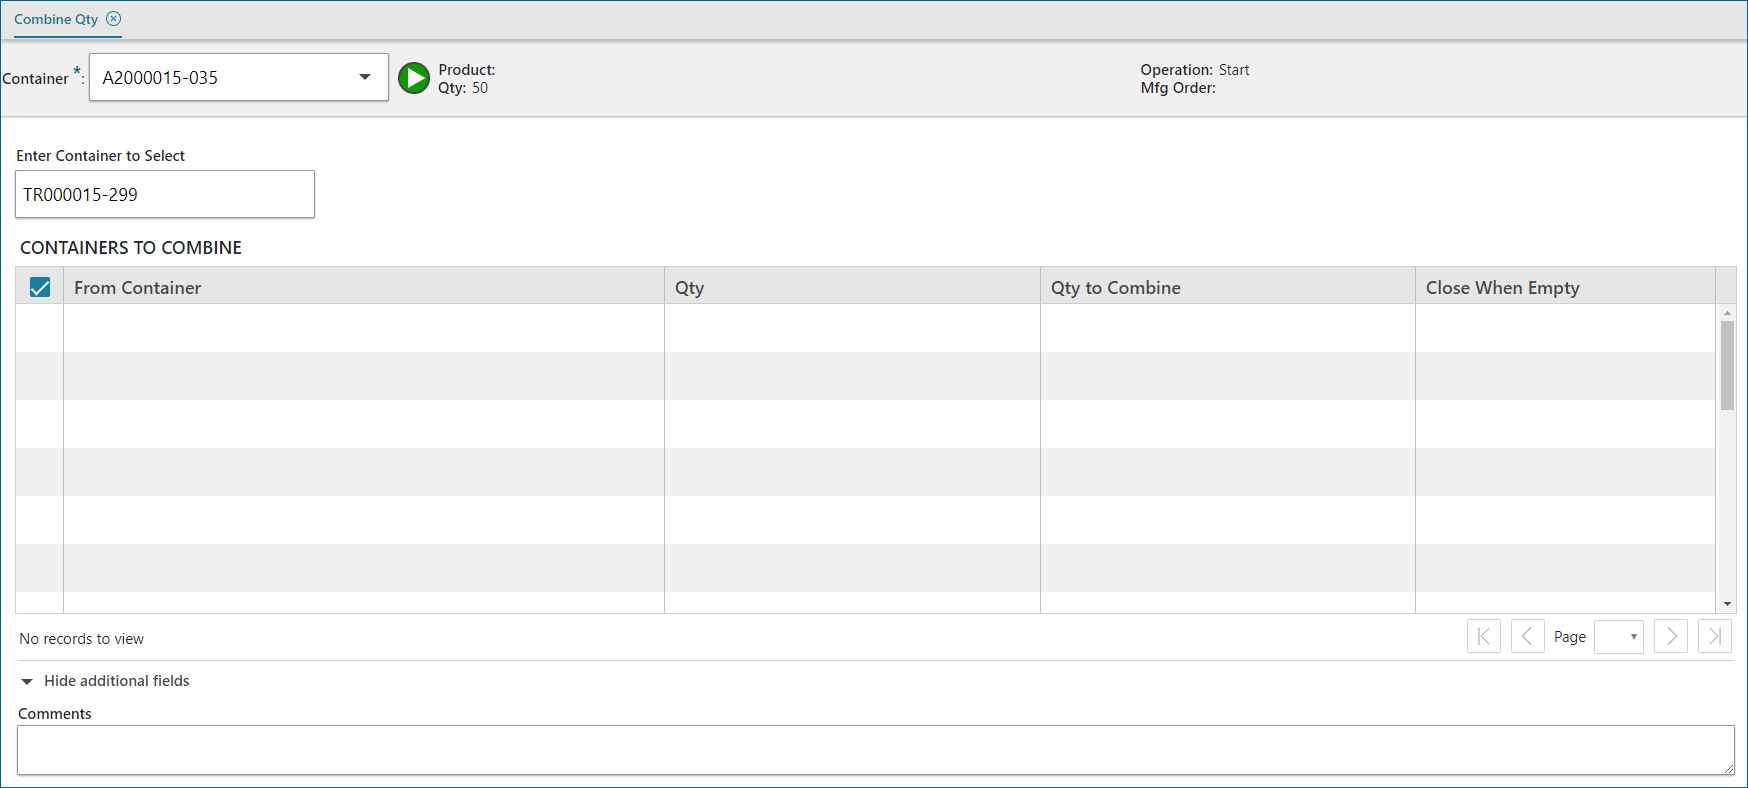 Combine Qty
Container *:
A2000015-035
Product:
Qty: 50
Operation: Start
Mfg Order:
Enter Container to Select
TR000015-299
CONTAINERS TO COMBINE
From Container Qty Qty to Combine Close When Empty
No records to view
Page
Hide additional fields
Comments